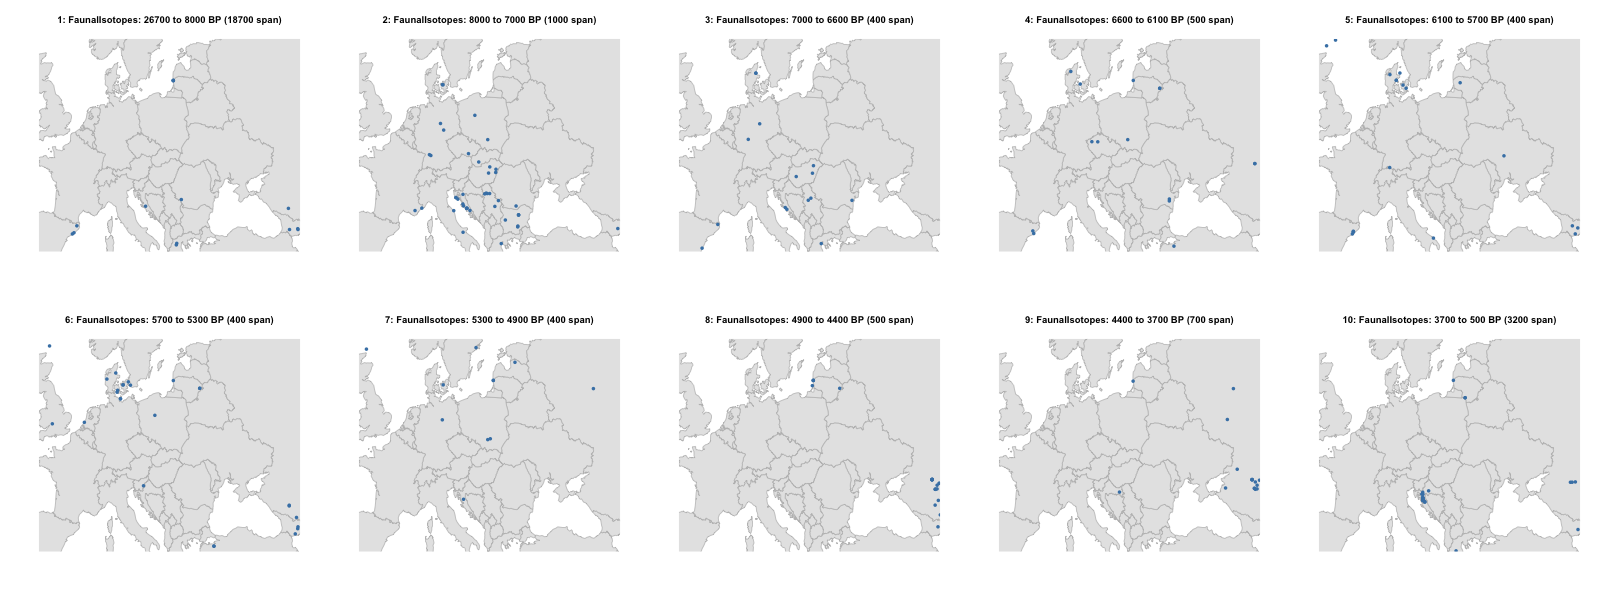 1: FaunalIsotopes: 26700 to 8000 BP (18700 span)
2: FaunalIsotopes: 8000 to 7000 BP (1000 span)
3: FaunalIsotopes: 7000 to 6600 BP (400 span)
4: FaunalIsotopes: 6600 to 6100 BP (500 span)
5: FaunalIsotopes: 6100 to 5700 BP (400 span)
6: FaunalIsotopes: 5700 to 5300 BP (400 span)
7: FaunalIsotopes: 5300 to 4900 BP (400 span)
8: FaunalIsotopes: 4900 to 4400 BP (500 span)
9: FaunalIsotopes: 4400 to 3700 BP (700 span)
10: FaunalIsotopes: 3700 to 500 BP (3200 span)